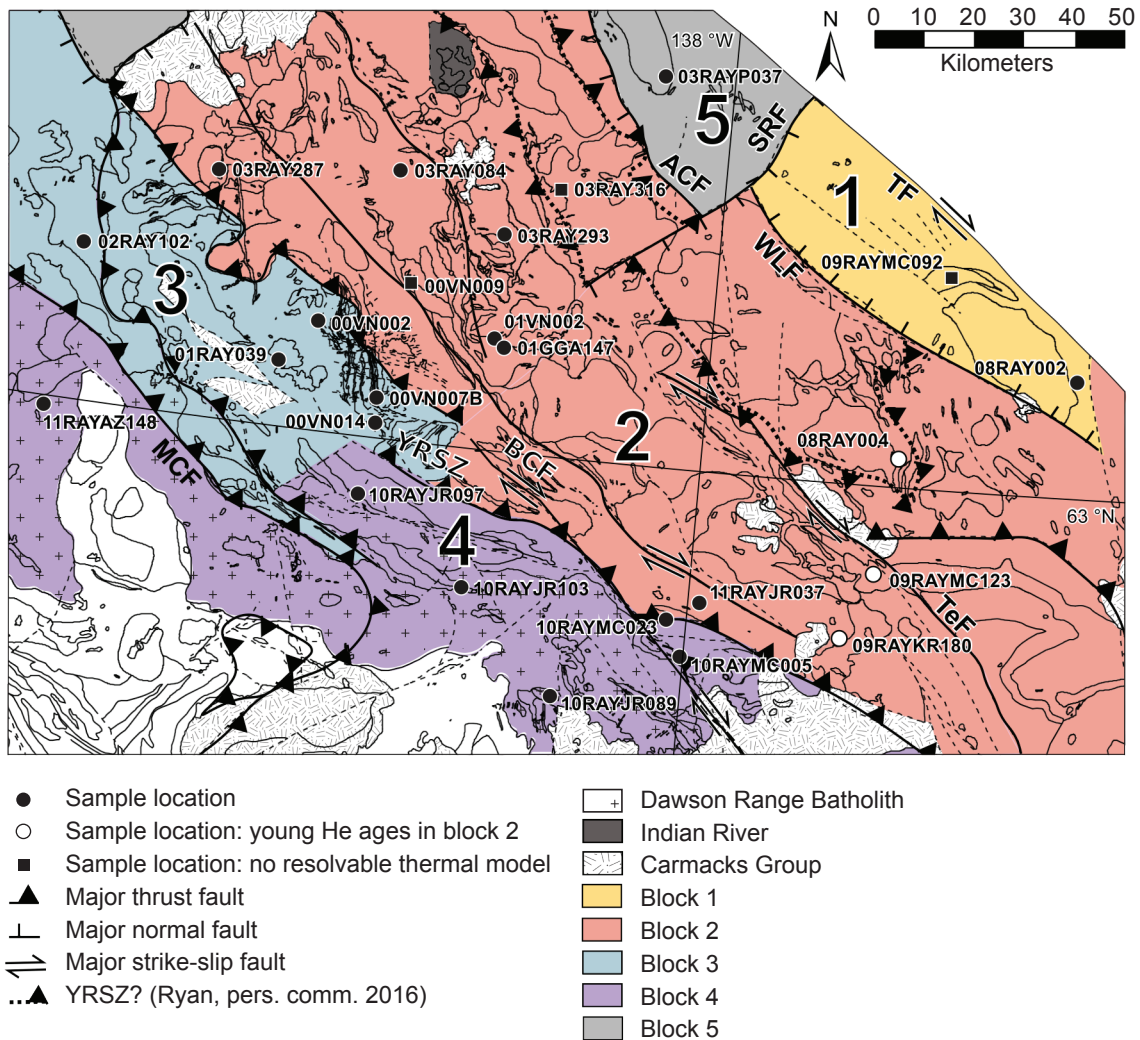 N
0 10 20 30 40 50
Kilometers
138 °W
03RAYP037
5
SRF
ACF
03RAY287
03RAY084
03RAY316
1
TF
02RAY102
03RAY293
WLF
09RAYMC092
3
00VN009
00VN002
01VN002
01GGA147
01RAY039
08RAY002
00VN007B
11RAYAZ148
00VN014
2
MCF
YRSZ
BCF
08RAY004
10RAYJR097
63 °N
4
10RAYJR103
09RAYMC123
11RAYJR037
10RAYMC023
TeF
09RAYKR180
10RAYMC005
10RAYJR089
Sample location
Sample location: young He ages in block 2
Sample location: no resolvable thermal model
Major thrust fault
Major normal fault
Major strike-slip fault
YRSZ? (Ryan, pers. comm. 2016)
Dawson Range Batholith
Indian River
Carmacks Group
Block 1
Block 2
Block 3
Block 4
Block 5